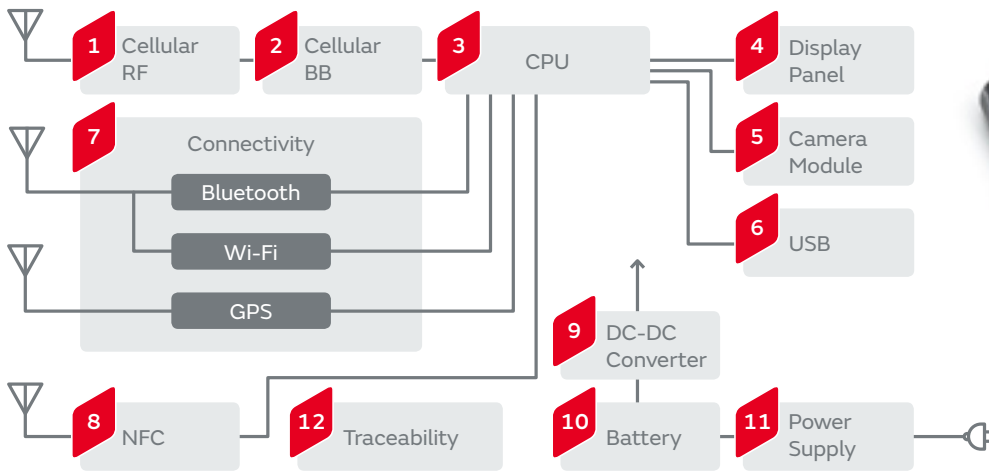 1 Cellular
RF
2 Cellular
BB
3 CPU
4 Display
Panel
7 Connectivity
Bluetooth
Wi-Fi
GPS
5 Camera
Module
6 USB
9 DC-DC
Converter
8 NFC
12 Traceability
10 Battery
11 Power
Supply